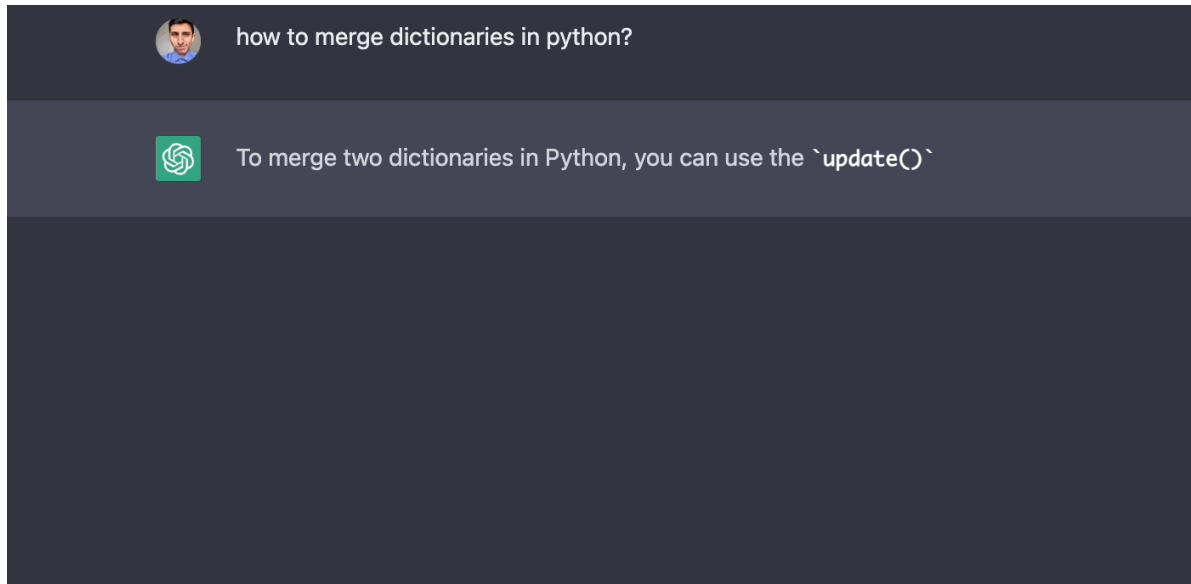 how to merge dictionaries in python?
To merge two dictionaries in Python, you can use the `update()`